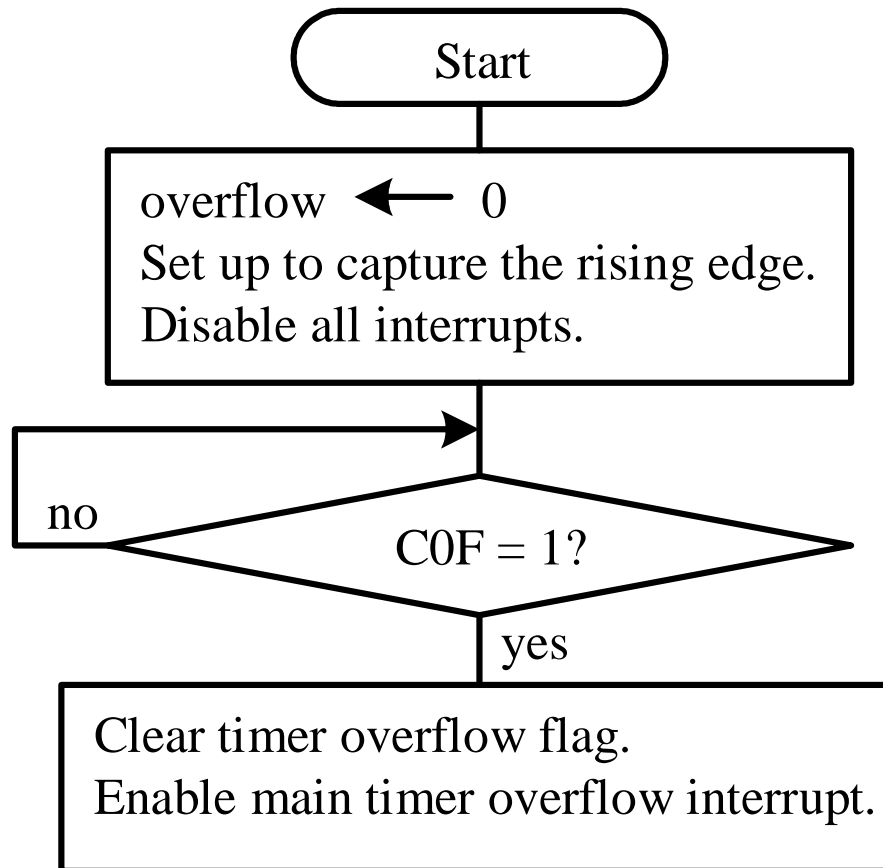 Start
overflow ← 0
Set up to capture the rising edge.
Disable all interrupts.
no
C0F = 1?
yes
Clear timer overflow flag.
Enable main timer overflow interrupt.